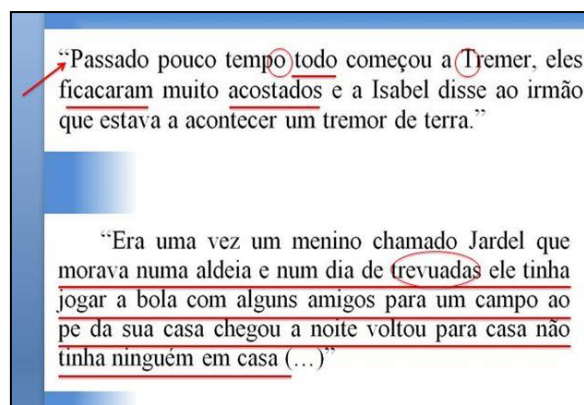 “Passado pouco tempo todo começou a Tremer, eles
ficacaram muito acostados e a Isabel disse ao irmão
que estava a acontecer um tremor de terra.”
“Era uma vez um menino chamado Jardel que
morava numa aldeia e num dia de trevuadas ele tinha
jogar a bola com alguns amigos para um campo ao
pe da sua casa chegou a noite voltou para casa não
tinha ninguém em casa (…)”